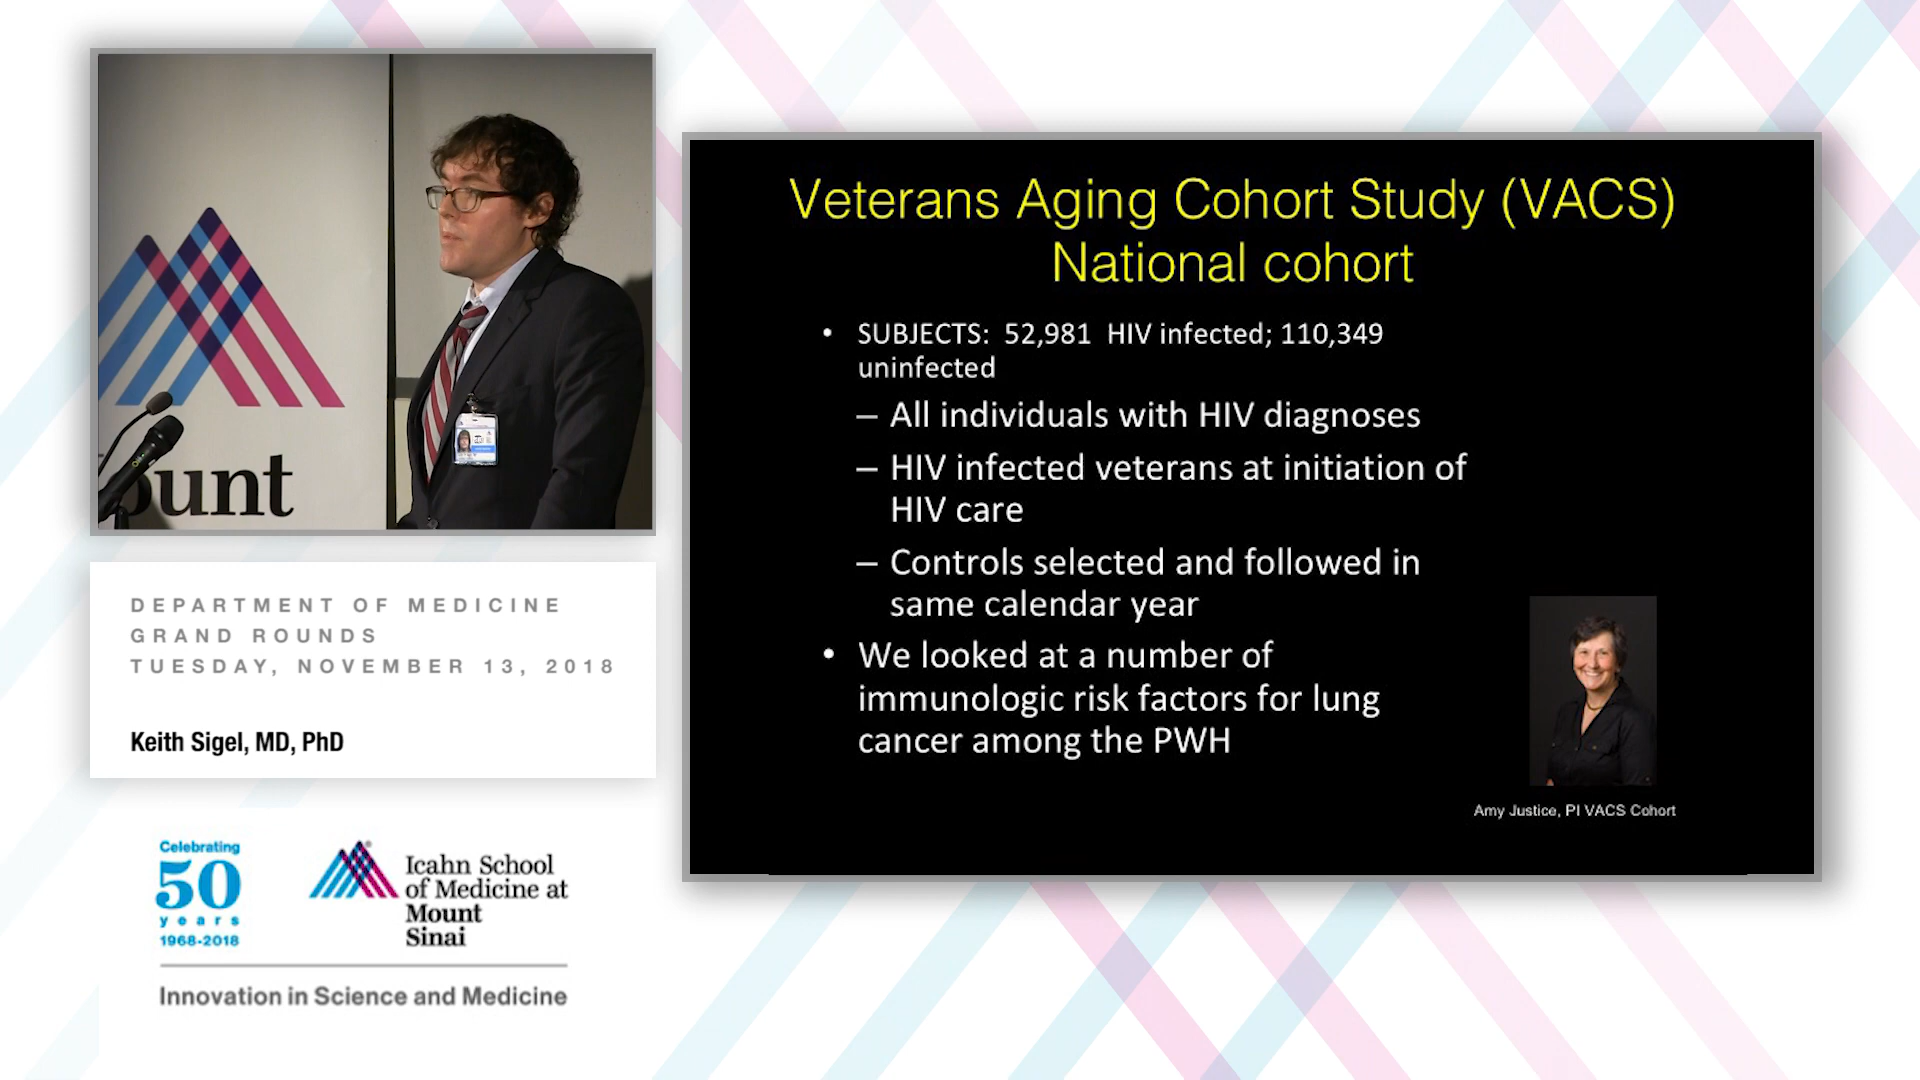 ount
DEPARTMENT OF MEDICINE
GRAND ROUNDS
TUESDAY, NOVEMBER 13, 2018
Keith Sigel, MD, PhD
Celebrating
50
years
1968-2018
Icahn School
of Medicine at
Mount
Sinai
Innovation in Science and Medicine
Veterans Aging Cohort Study (VACS)
National cohort
• SUBJECTS: 52,981 HIV infected; 110,349
uninfected
– All individuals with HIV diagnoses
– HIV infected veterans at initiation of
HIV care
– Controls selected and followed in
same calendar year
• We looked at a number of
immunologic risk factors for lung
cancer among the PWH
Amy Justice, PI VACS Cohort